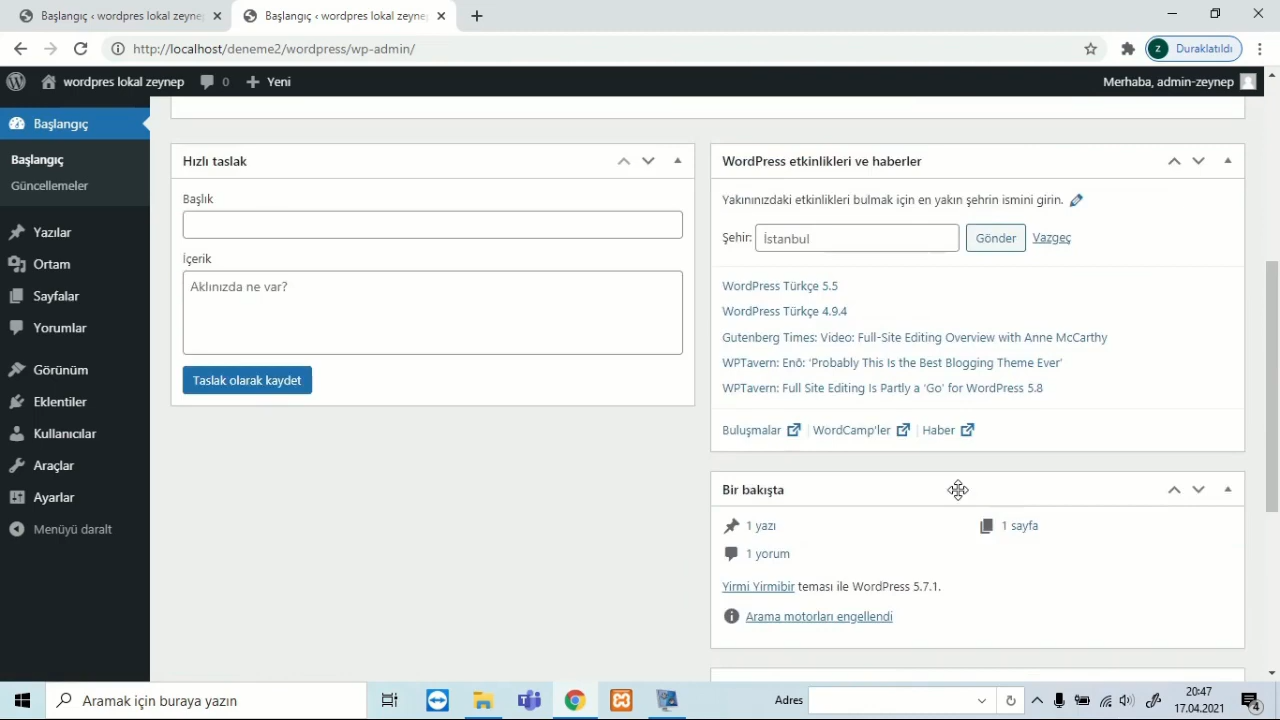 Başlangıç ‹ wordpres lokal zeyne
Başlangıç ‹ wordpres lokal zeyne
http://localhost/deneme2/wordpress/wp-admin/
z
Duraklatıldı
wordpres lokal zeynep
0
Yeni
Merhaba, admin-zeynep
Başlangıç
Başlangıç
Güncellemeler
Yazılar
Ortam
Sayfalar
Yorumlar
Görünüm
Eklentiler
Kullanıcılar
Araçlar
Ayarlar
Menüyü daralt
Hızlı taslak
Başlık
İçerik
Aklınızda ne var?
Taslak olarak kaydet
WordPress etkinlikleri ve haberler
Yakınınızdaki etkinlikleri bulmak için en yakın şehrin ismini girin.
Şehir: İstanbul Gönder Vazgeç
WordPress Türkçe 5.5
WordPress Türkçe 4.9.4
Gutenberg Times: Video: Full-Site Editing Overview with Anne McCarthy
WPTavern: Enō: ‘Probably This Is the Best Blogging Theme Ever’
WPTavern: Full Site Editing Is Partly a ‘Go’ for WordPress 5.8
Buluşmalar | WordCamp'ler | Haber
Bir bakışta
1 yazı
1 sayfa
1 yorum
Yirmi Yirmibir teması ile WordPress 5.7.1.
Arama motorları engellendi
Aramak için buraya yazın
Adres
20:47
17.04.2021
4